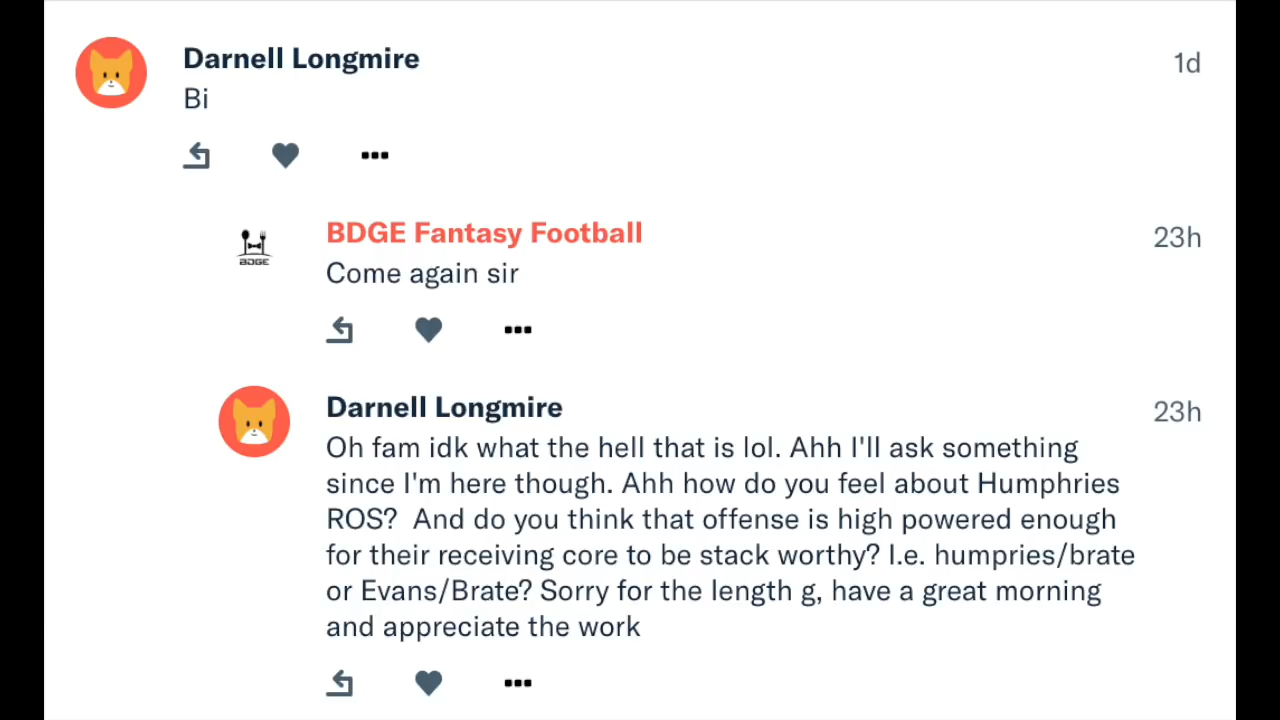 Darnell Longmire
1d
Bi
BDGE Fantasy Football
23h
BDGE
Come again sir
Darnell Longmire
23h
Oh fam idk what the hell that is lol. Ahh I'll ask something
since I'm here though. Ahh how do you feel about Humphries
ROS?  And do you think that offense is high powered enough
for their receiving core to be stack worthy? I.e. humpries/brate
or Evans/Brate? Sorry for the length g, have a great morning
and appreciate the work